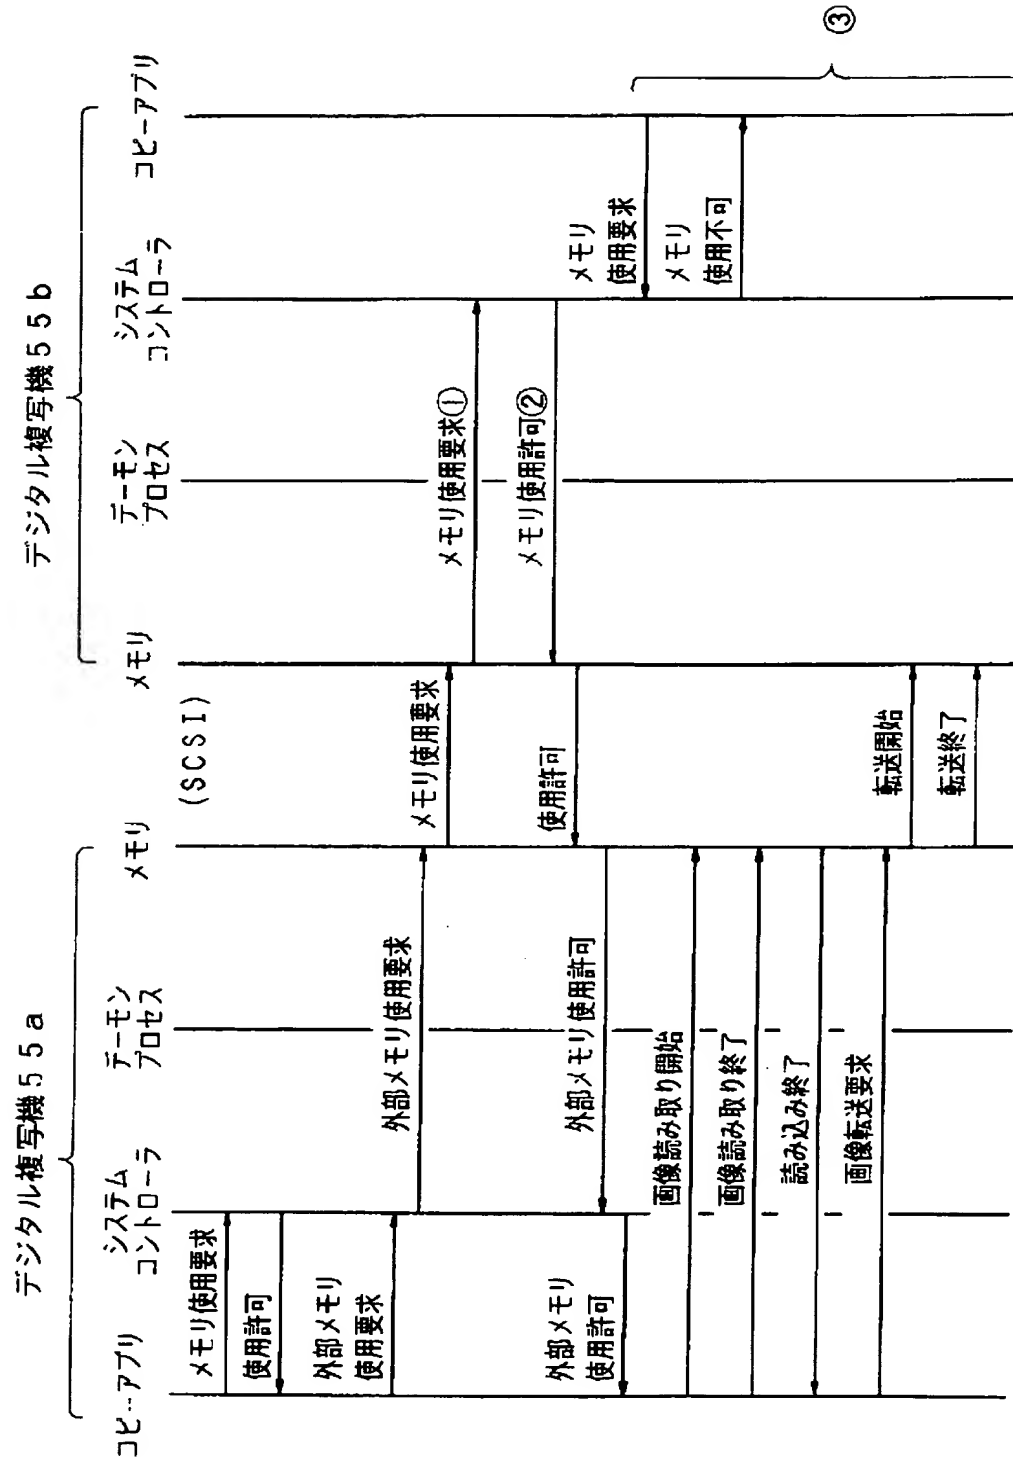 デジタル複写機５５ａ
デジタル複写機５５ｂ
コピーアプリ
システム
コントローラ
デーモン
プロセス
メモリ
(SCSI)
メモリ
デーモン
プロセス
システム
コントローラ
コピーアプリ
メモリ使用要求
使用許可
外部メモリ
使用要求
外部メモリ使用要求
メモリ使用要求
メモリ使用要求①
メモリ使用許可②
使用許可
外部メモリ使用許可
外部メモリ
使用許可
メモリ
使用要求
メモリ
使用不可
画像読み取り開始
画像読み取り終了
読み込み終了
画像転送要求
転送開始
転送終了
③